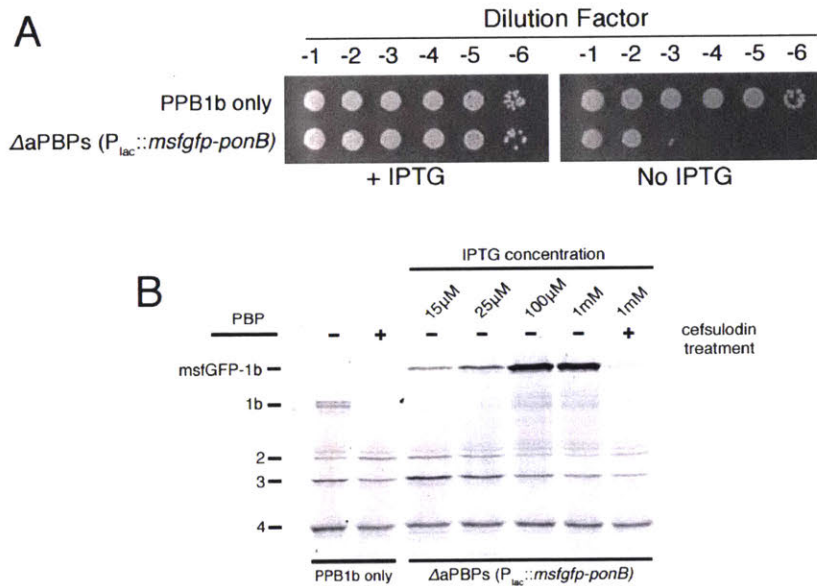 A
Dilution Factor
-1 -2 -3 -4 -5 -6 -1 -2 -3 -4 -5 -6
PPB1b only
ΔaPBPs (Plac::msfgfp-ponB)
+ IPTG No IPTG
B
IPTG concentration
15μM 25μM 100μM 1mM 1mM
PBP - + - - - - + cefsulodin
treatment
msfGFP-1b
1b
2
3
4
PPB1b only ΔaPBPs (Plac::msfgfp-ponB)